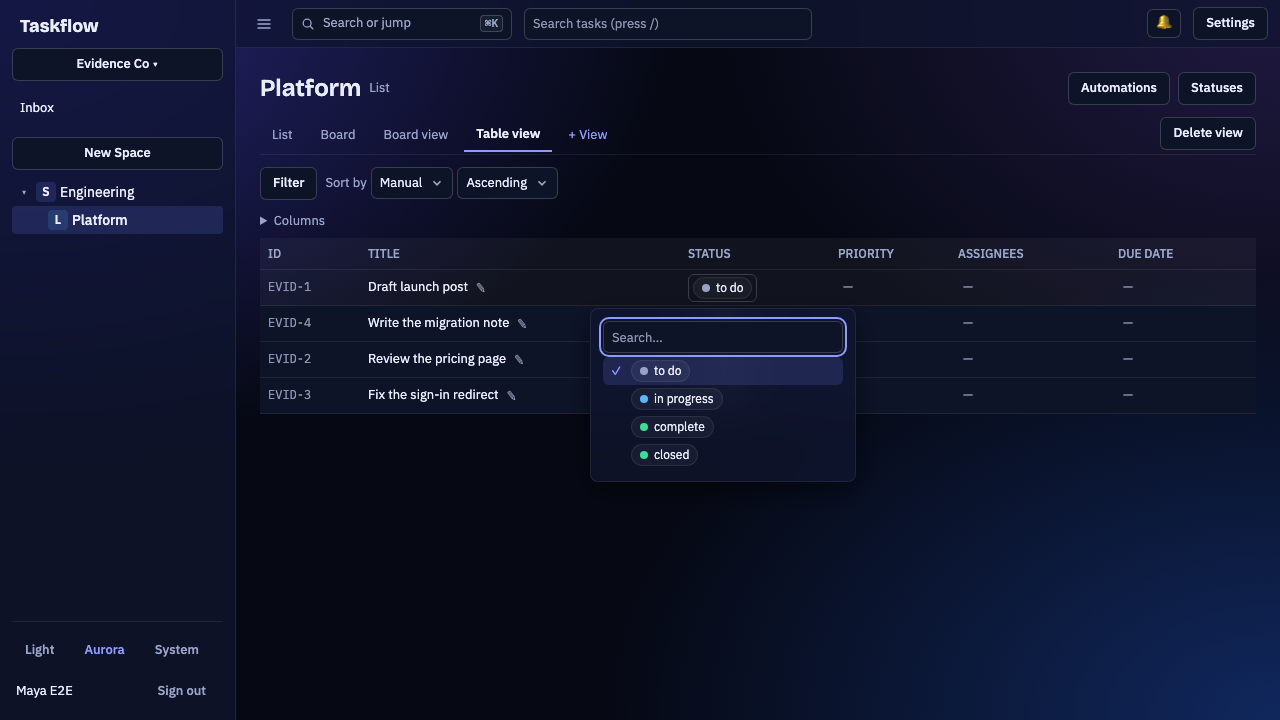 Taskflow
Evidence Co ▾
Inbox
New Space
▾ S Engineering
L Platform
Light Aurora System
Maya E2E Sign out
Search or jump ⌘K
Search tasks (press /)
Settings
Platform List
Automations Statuses
List Board Board view Table view + View
Delete view
Filter Sort by Manual Ascending
▶ Columns
ID TITLE STATUS PRIORITY ASSIGNEES DUE DATE
EVID-1 Draft launch post ✎ to do — — —
EVID-4 Write the migration note ✎ — —
EVID-2 Review the pricing page ✎ — —
EVID-3 Fix the sign-in redirect ✎ — —
Search...
✓ to do
in progress
complete
closed